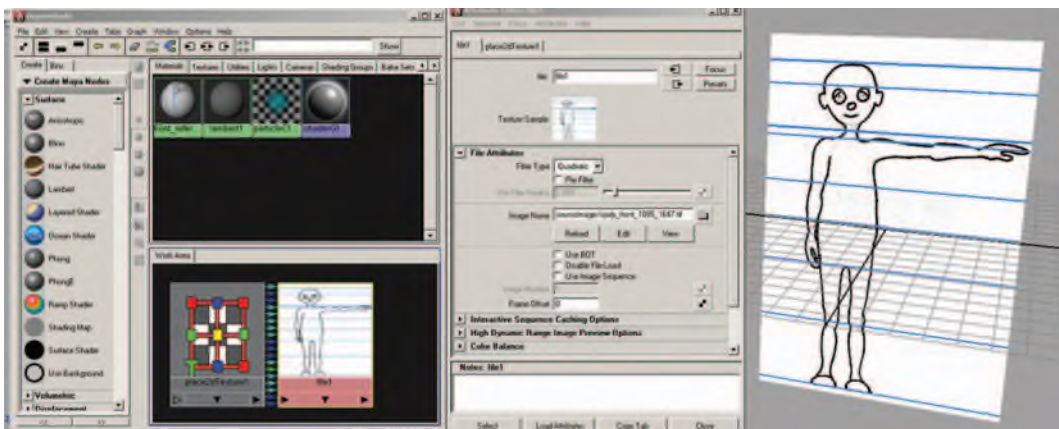 File Edit View Create Tabs Graph Window Options Help
Show
Create Bins
Create Maya Nodes
Surface
Anisotropic
Blinn
Hair Tube Shader
Lambert
Layered Shader
Ocean Shader
Phong
PhongE
Ramp Shader
Shading Map
Surface Shader
Use Background
Volumetric
Displacement
Materials Textures Utilities Lights Cameras Shading Groups Bake Sets
lambert1
Work Area
place2dTexture1
file1
List Selected Focus Attributes Help
file1 place2dTexture1
file: file1
Focus
Presets
Texture Sample
File Attributes
Filter Type Quadratic
Pre Filter
Image Name
Reload Edit View
Use BOT
Disable File Load
Use Image Sequence
Image Number
Frame Offset 0
Interactive Sequence Caching Options
High Dynamic Range Image Preview Options
Color Balance
Notes: file1
Select Load Attributes Copy Tab Close